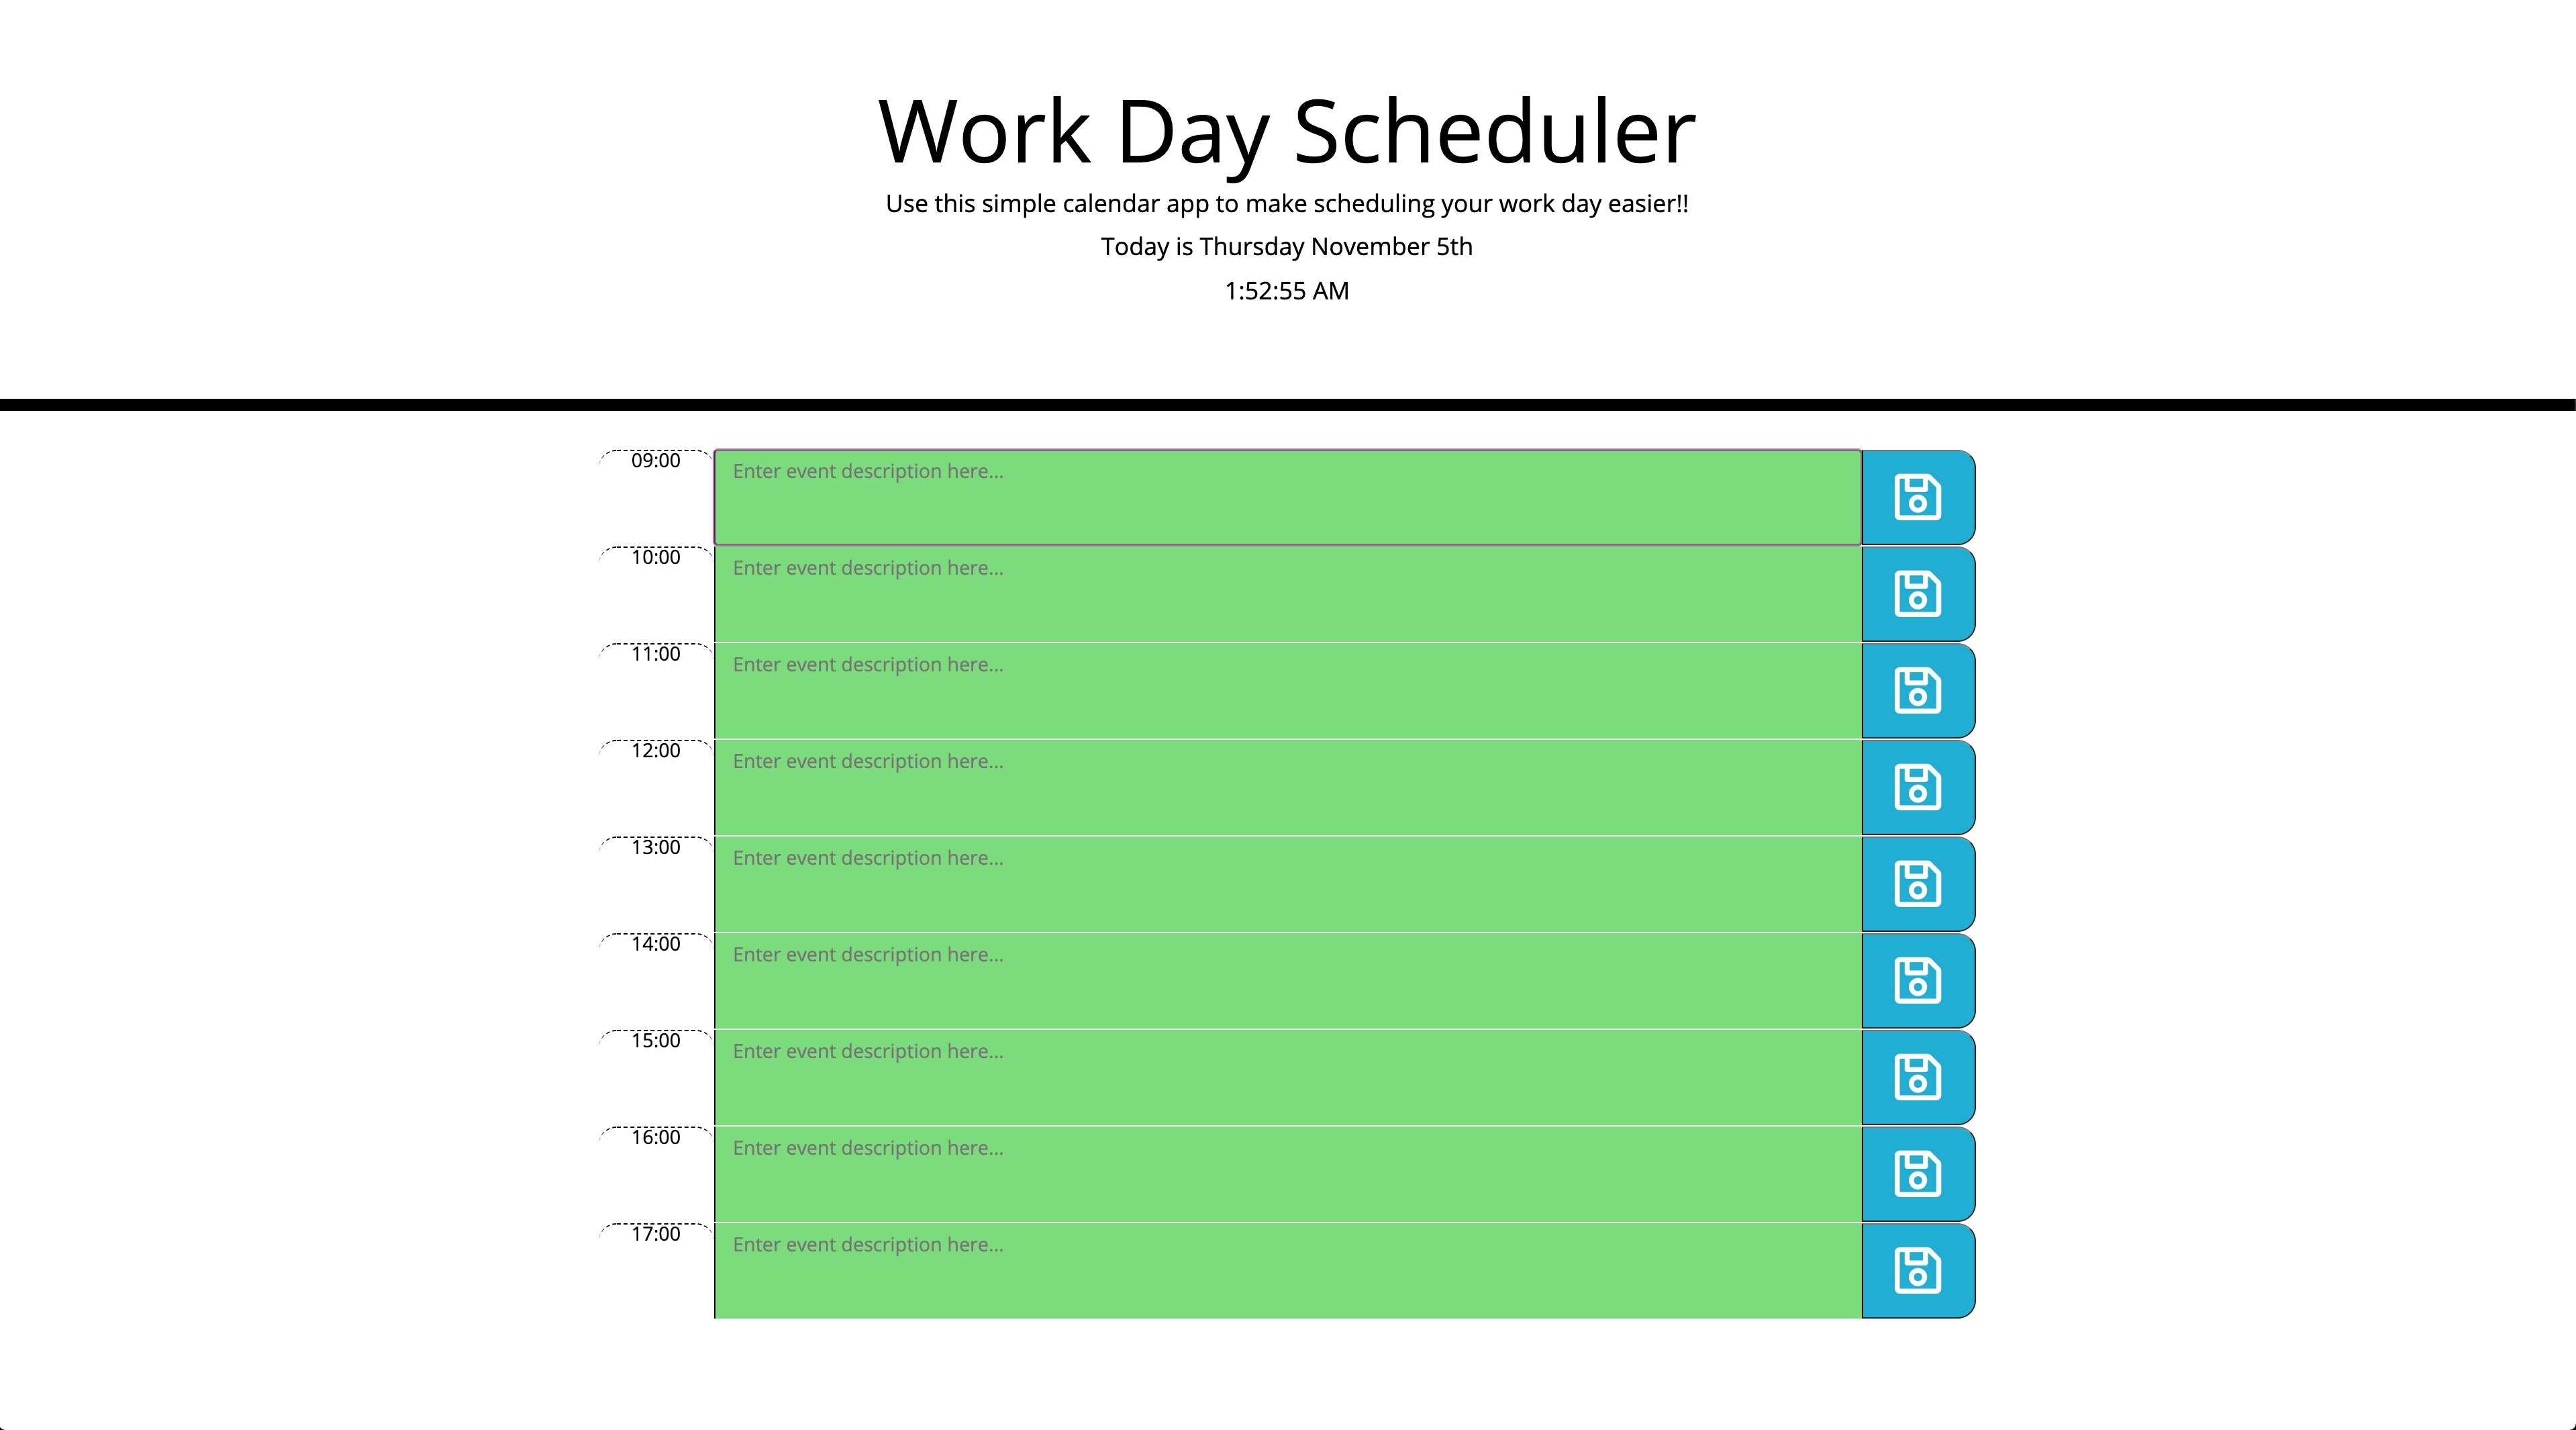 Work Day Scheduler
Use this simple calendar app to make scheduling your work day easier!!
Today is Thursday November 5th
1:52:55 AM
09:00 Enter event description here...
10:00 Enter event description here...
11:00 Enter event description here...
12:00 Enter event description here...
13:00 Enter event description here...
14:00 Enter event description here...
15:00 Enter event description here...
16:00 Enter event description here...
17:00 Enter event description here...